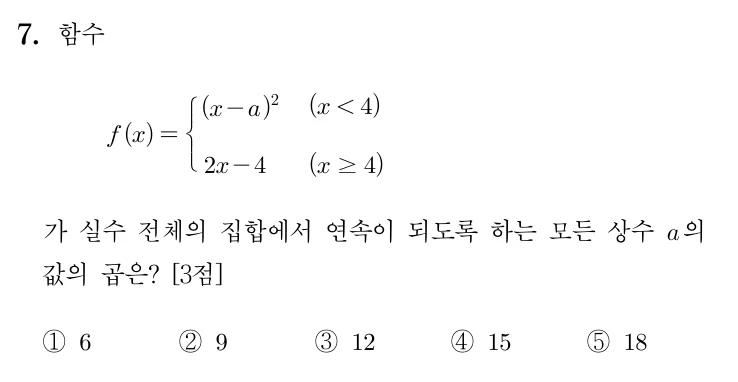 7. 함수
f(x) = { (x-a)² (x < 4)
2x-4 (x ≥ 4)
가 실수 전체의 집합에서 연속이 되도록 하는 모든 상수 a의
값의 곱은? [3점]
① 6 ② 9 ③ 12 ④ 15 ⑤ 18